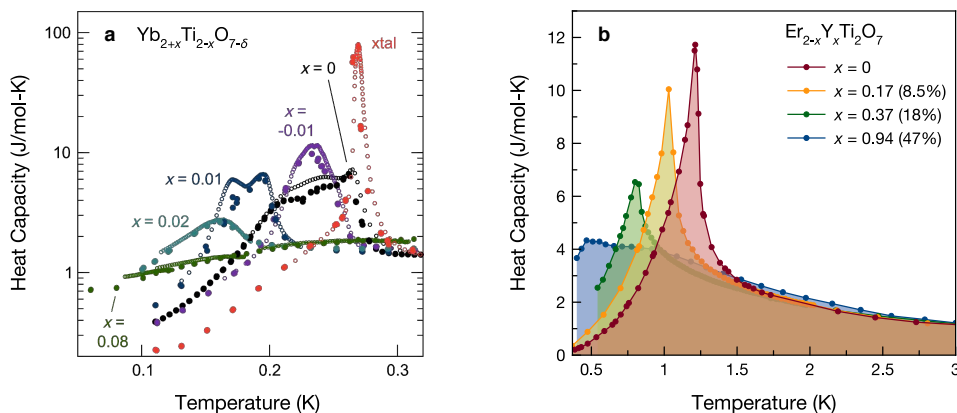 a Yb₂₊ₓTi₂₋ₓO₇₋δ
xtal
x = 0
x =
-0.01
x = 0.01
x = 0.02
x =
0.08
100
10
1
Heat Capacity (J/mol-K)
0.1 0.2 0.3
Temperature (K)
b Er₂₋ₓYₓTi₂O₇
x = 0
x = 0.17 (8.5%)
x = 0.37 (18%)
x = 0.94 (47%)
12
10
8
6
4
2
0
Heat Capacity (J/mol-K)
0.5 1 1.5 2 2.5 3
Temperature (K)